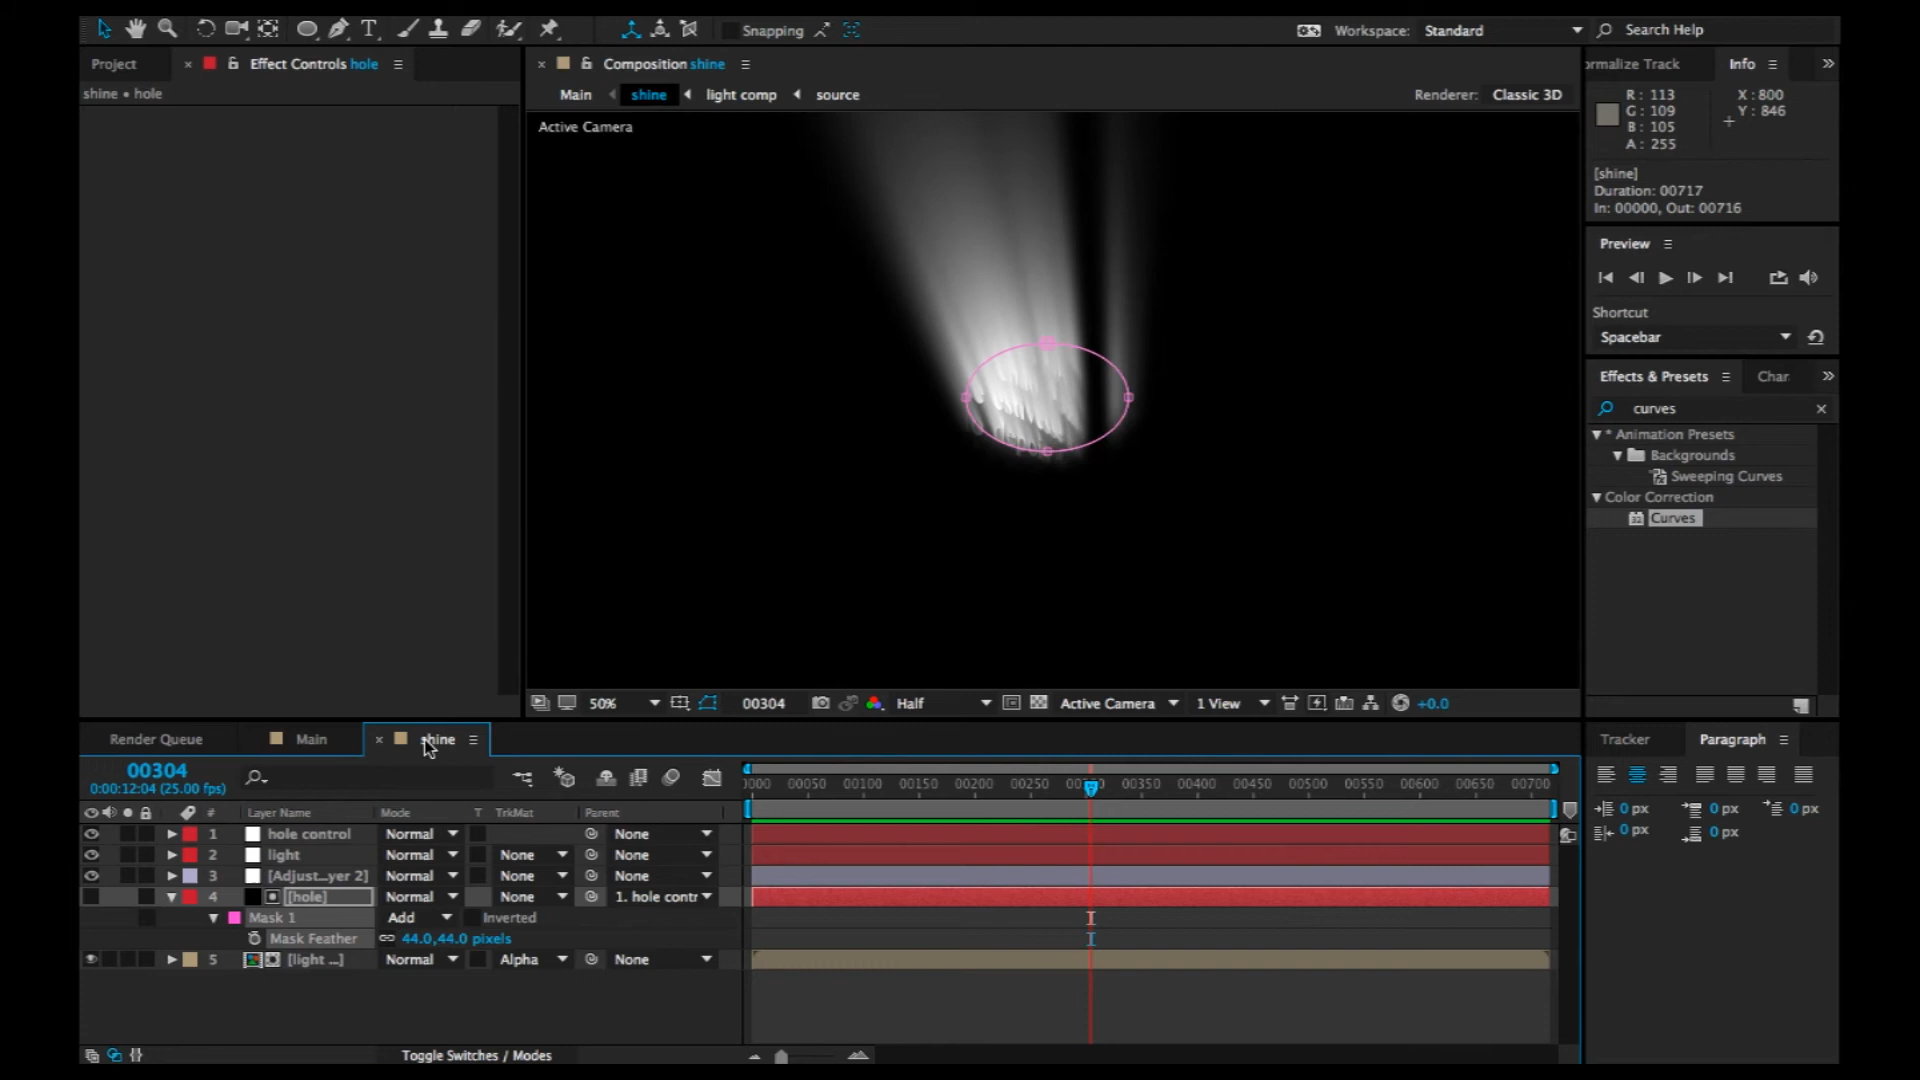 Snapping
Workspace: Standard
Search Help
Project
Effect Controls hole
shine • hole
Composition shine
Main shine light comp source
Renderer: Classic 3D
Active Camera
ormalize Track
Info
R : 113
G : 109
B : 105
A : 255
X : 800
Y : 846
[shine]
Duration: 00717
In: 00000, Out: 00716
Preview
Shortcut
Spacebar
Effects & Presets
Char
curves
* Animation Presets
Backgrounds
Sweeping Curves
Color Correction
Curves
50%
00304
Half
Active Camera
1 View
+0.0
Render Queue
Main
shine
Tracker
Paragraph
00304
0:00:12:04 (25.00 fps)
0000 00050 00100 00150 00200 00250 00350 00400 00450 00500 00550 00600 00650 00700
# Layer Name Mode T TrkMat Parent
1 hole control Normal None
2 light Normal None None
3 [Adjust...yer 2] Normal None None
4 [hole] Normal None 1. hole contr
Mask 1 Add Inverted
Mask Feather 44.0,44.0 pixels
5 [light ...] Normal Alpha None
Toggle Switches / Modes
0 px 0 px 0 px
0 px 0 px